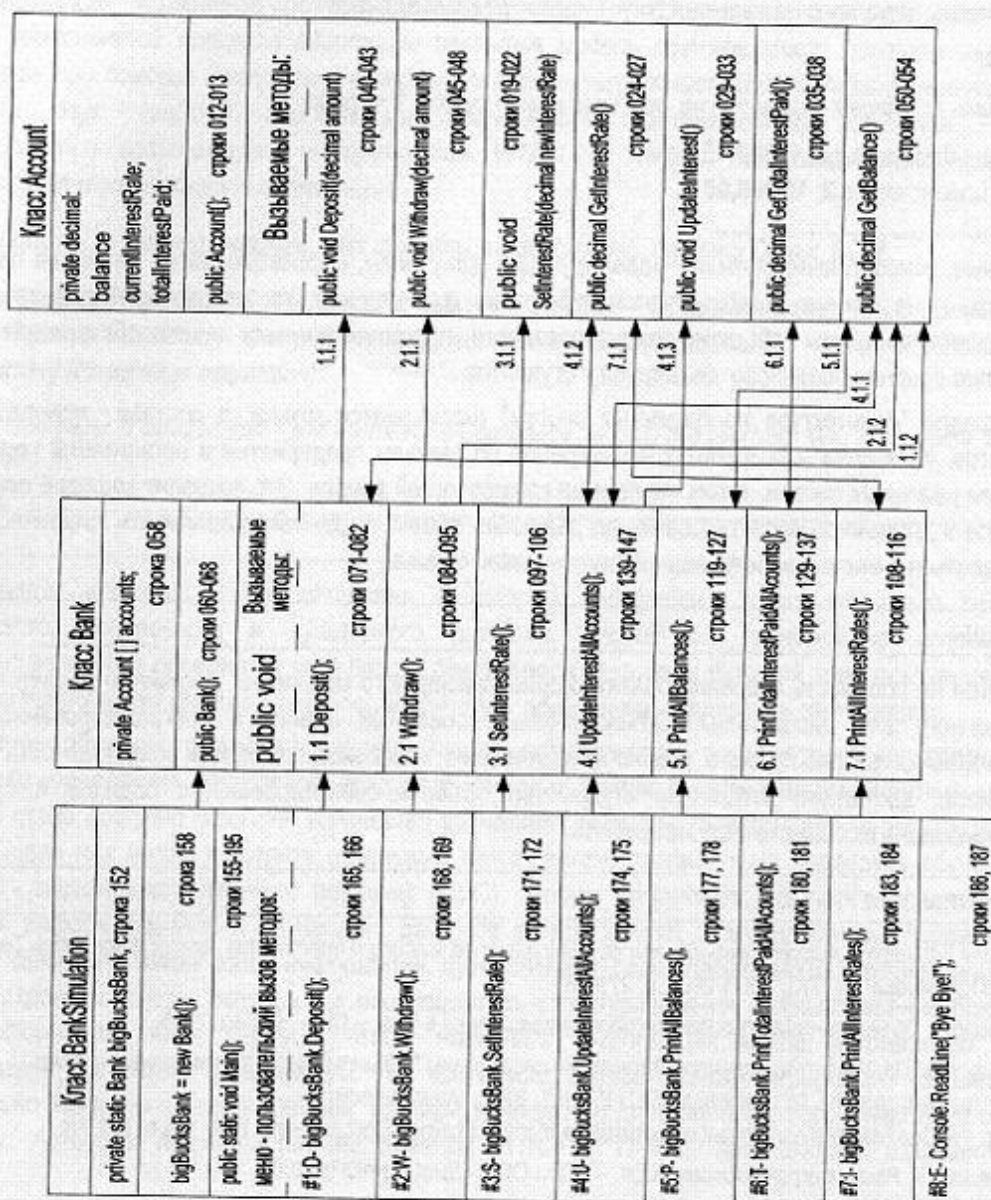 Класс BankSimulation
private static Bank bigBucksBank, строка 152
bigBucksBank = new Bank();
строка 158
public static void Main();
строки 155-195
меню - пользовательский вызов методов:
#1:D- bigBucksBank.Deposit();
строки 165, 166
#2:W- bigBucksBank.Withdraw();
строки 168, 169
#3:S- bigBucksBank.SetInterestRate();
строки 171, 172
#4:U- bigBucksBank.UpdateInterestAllAccounts();
строки 174, 175
#5:P- bigBucksBank.PrintAllBalances();
строки 177, 178
#6:T- bigBucksBank.PrintTotalInterestPaidAllAccounts();
строки 180, 181
#7:I- bigBucksBank.PrintAllInterestRates();
строки 183, 184
#8:E- Console.ReadLine("Bye Bye!");
строки 186, 187
Класс Bank
private Account [ ] accounts;
строка 058
public Bank(); строки 060-068
public void
Вызываемые
методы:
1.1 Deposit();
строки 071-082
2.1 Withdraw();
строки 084-095
3.1 SetInterestRate();
строки 097-106
4.1 UpdateInterestAllAccounts();
строки 139-147
5.1 PrintAllBalances();
строки 119-127
6.1 PrintTotalInterestPaidAllAccounts();
строки 129-137
7.1 PrintAllInterestRates();
строки 108-116
1.1.1
2.1.1
3.1.1
4.1.2
7.1.1
4.1.3
6.1.1
5.1.1
4.1.1
2.1.2
1.1.2
Класс Account
private decimal:
balance
currentInterestRate;
totalInterestPaid;
public Account(); строки 012-013
Вызываемые методы:
public void Deposit(decimal amount)
строки 040-043
public void Withdraw(decimal amount)
строки 045-048
public void
строки 019-022
SetInterestRate(decimal newInterestRate)
public decimal GetInterestRate()
строки 024-027
public void UpdateInterest()
строки 029-033
public decimal GetTotalInterestPaid();
строки 035-038
public decimal GetBalance()
строки 050-054